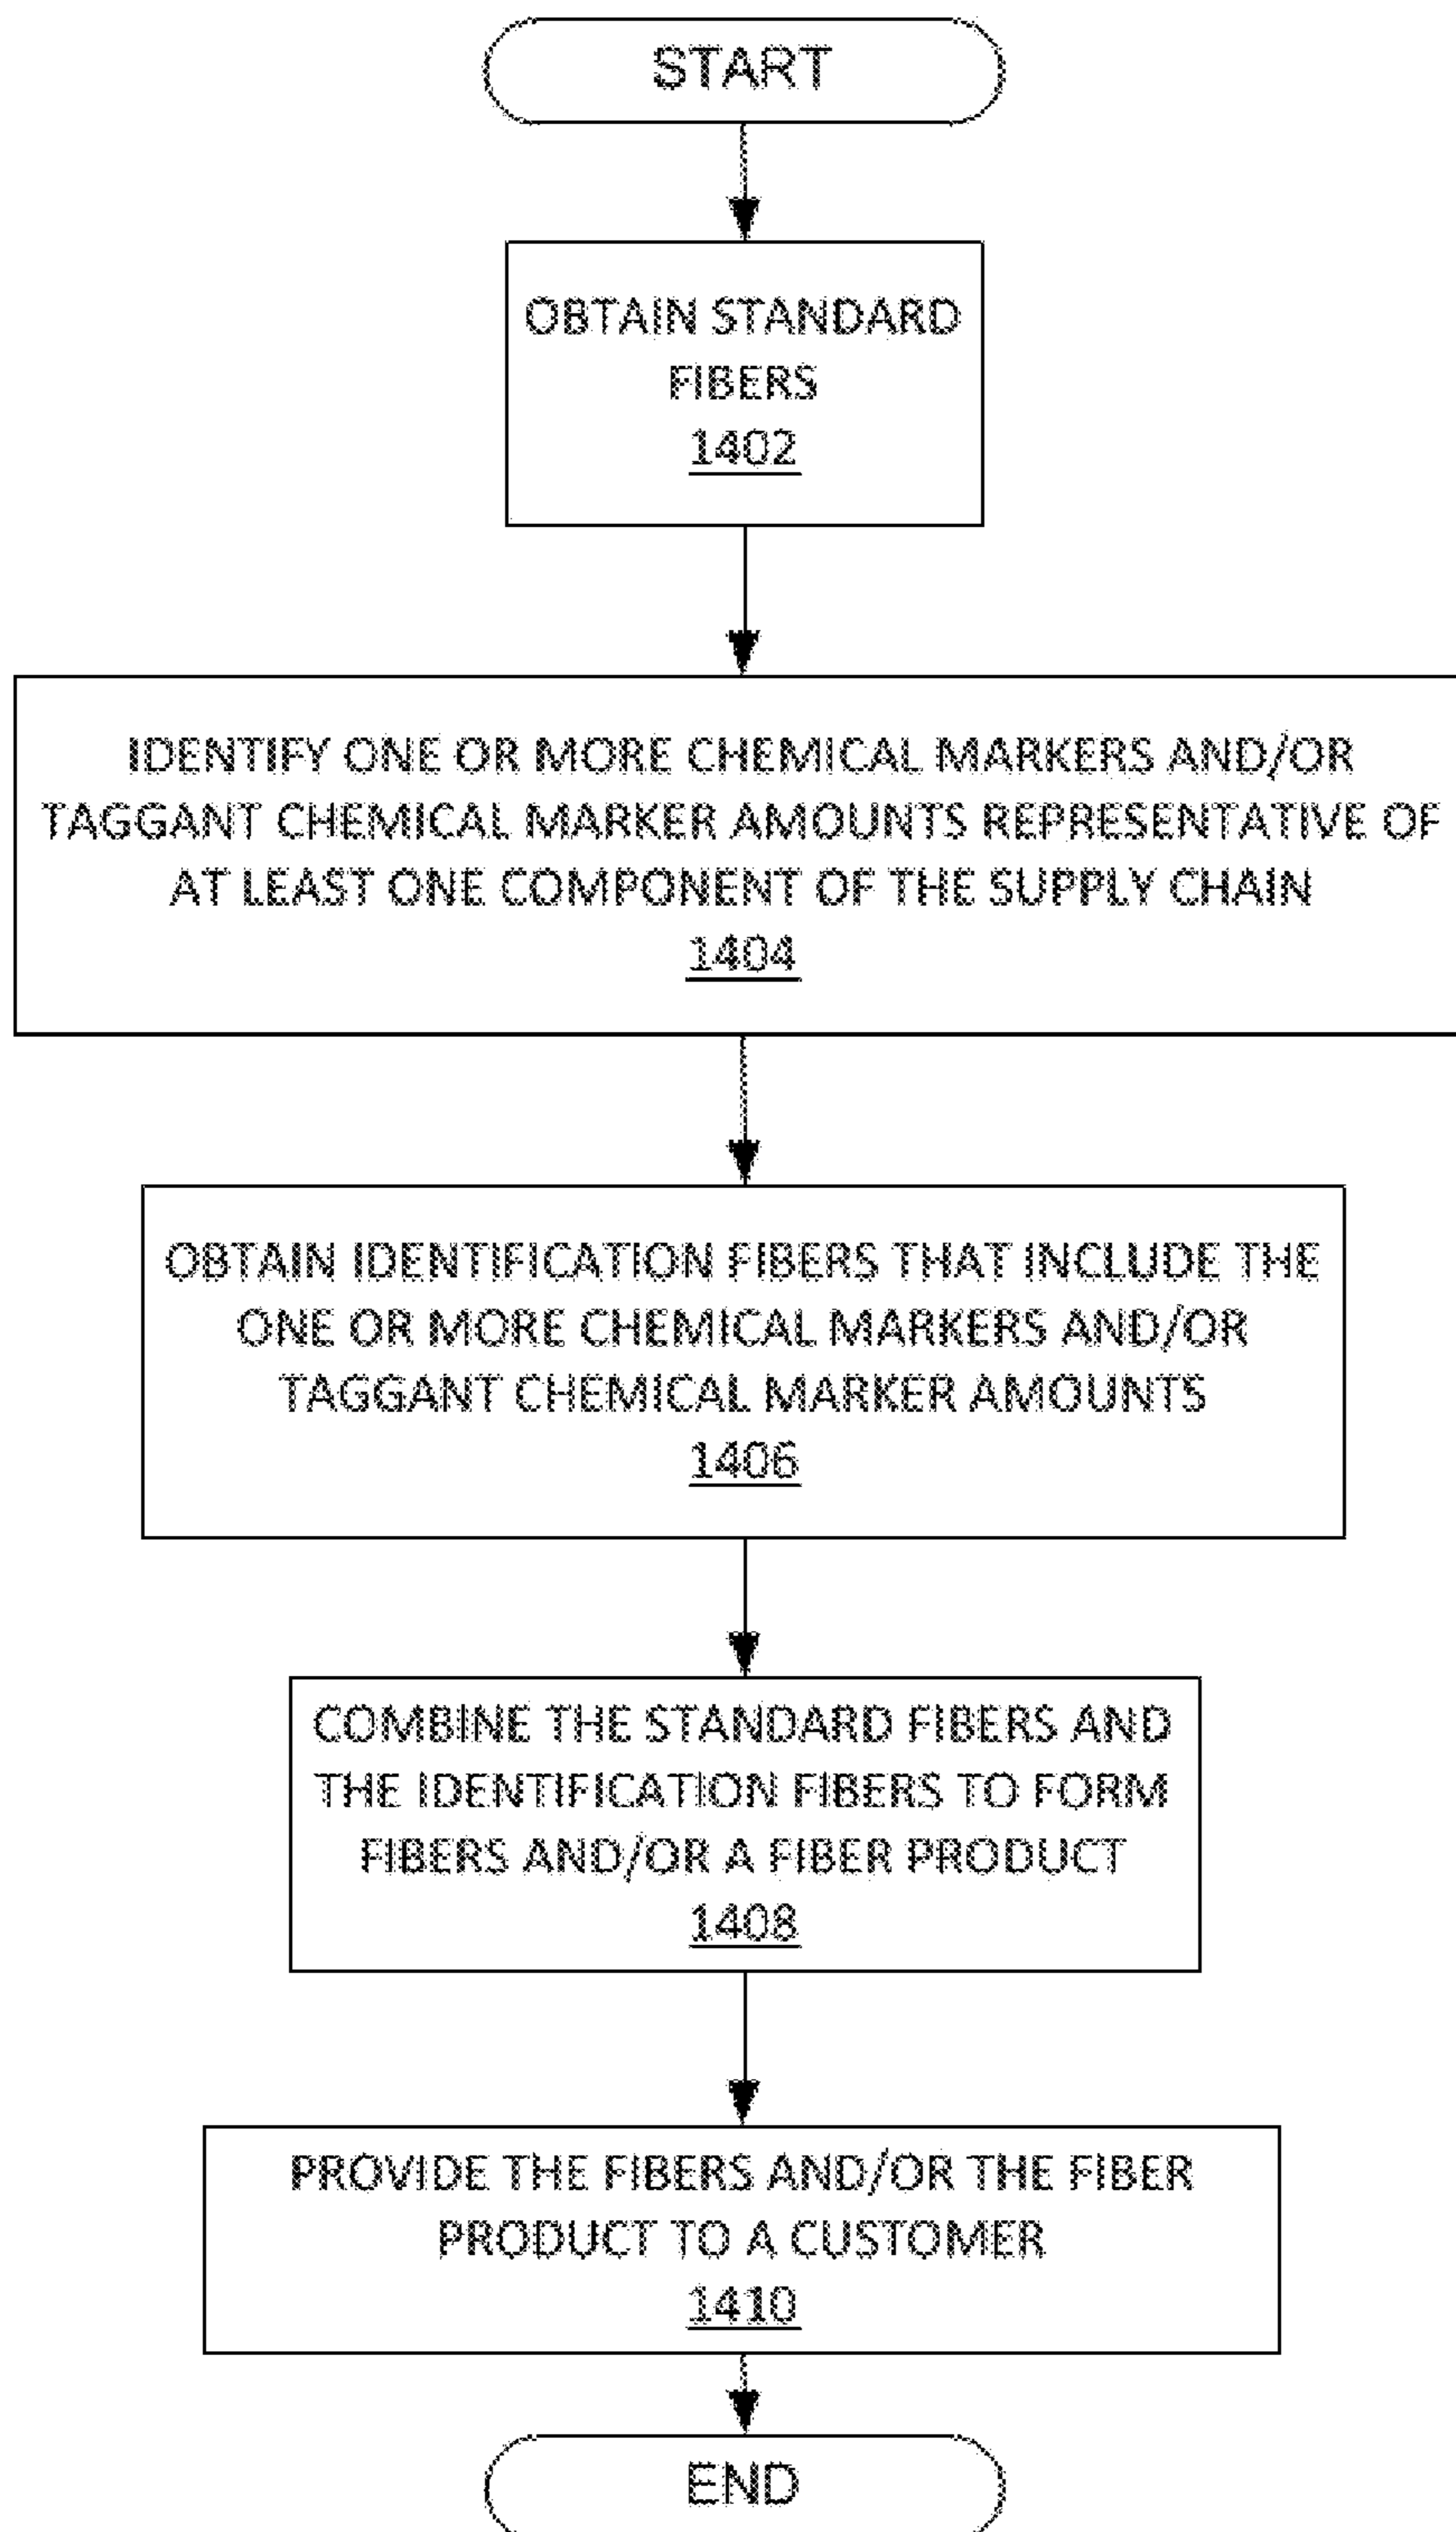 START
OBTAIN STANDARD
FIBERS
1402
IDENTIFY ONE OR MORE CHEMICAL MARKERS AND/OR
TAGGANT CHEMICAL MARKER AMOUNTS REPRESENTATIVE OF
AT LEAST ONE COMPONENT OF THE SUPPLY CHAIN
1404
OBTAIN IDENTIFICATION FIBERS THAT INCLUDE THE
ONE OR MORE CHEMICAL MARKERS AND/OR
TAGGANT CHEMICAL MARKER AMOUNTS
1406
COMBINE THE STANDARD FIBERS AND
THE IDENTIFICATION FIBERS TO FORM
FIBERS AND/OR A FIBER PRODUCT
1408
PROVIDE THE FIBERS AND/OR THE FIBER
PRODUCT TO A CUSTOMER
1410
END